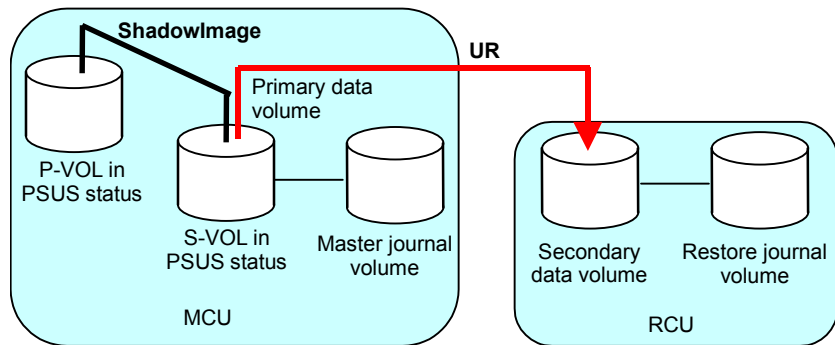 ShadowImage
UR
Primary data
volume
P-VOL in
PSUS status
S-VOL in
PSUS status
Master journal
volume
Secondary
data volume
Restore journal
volume
MCU
RCU